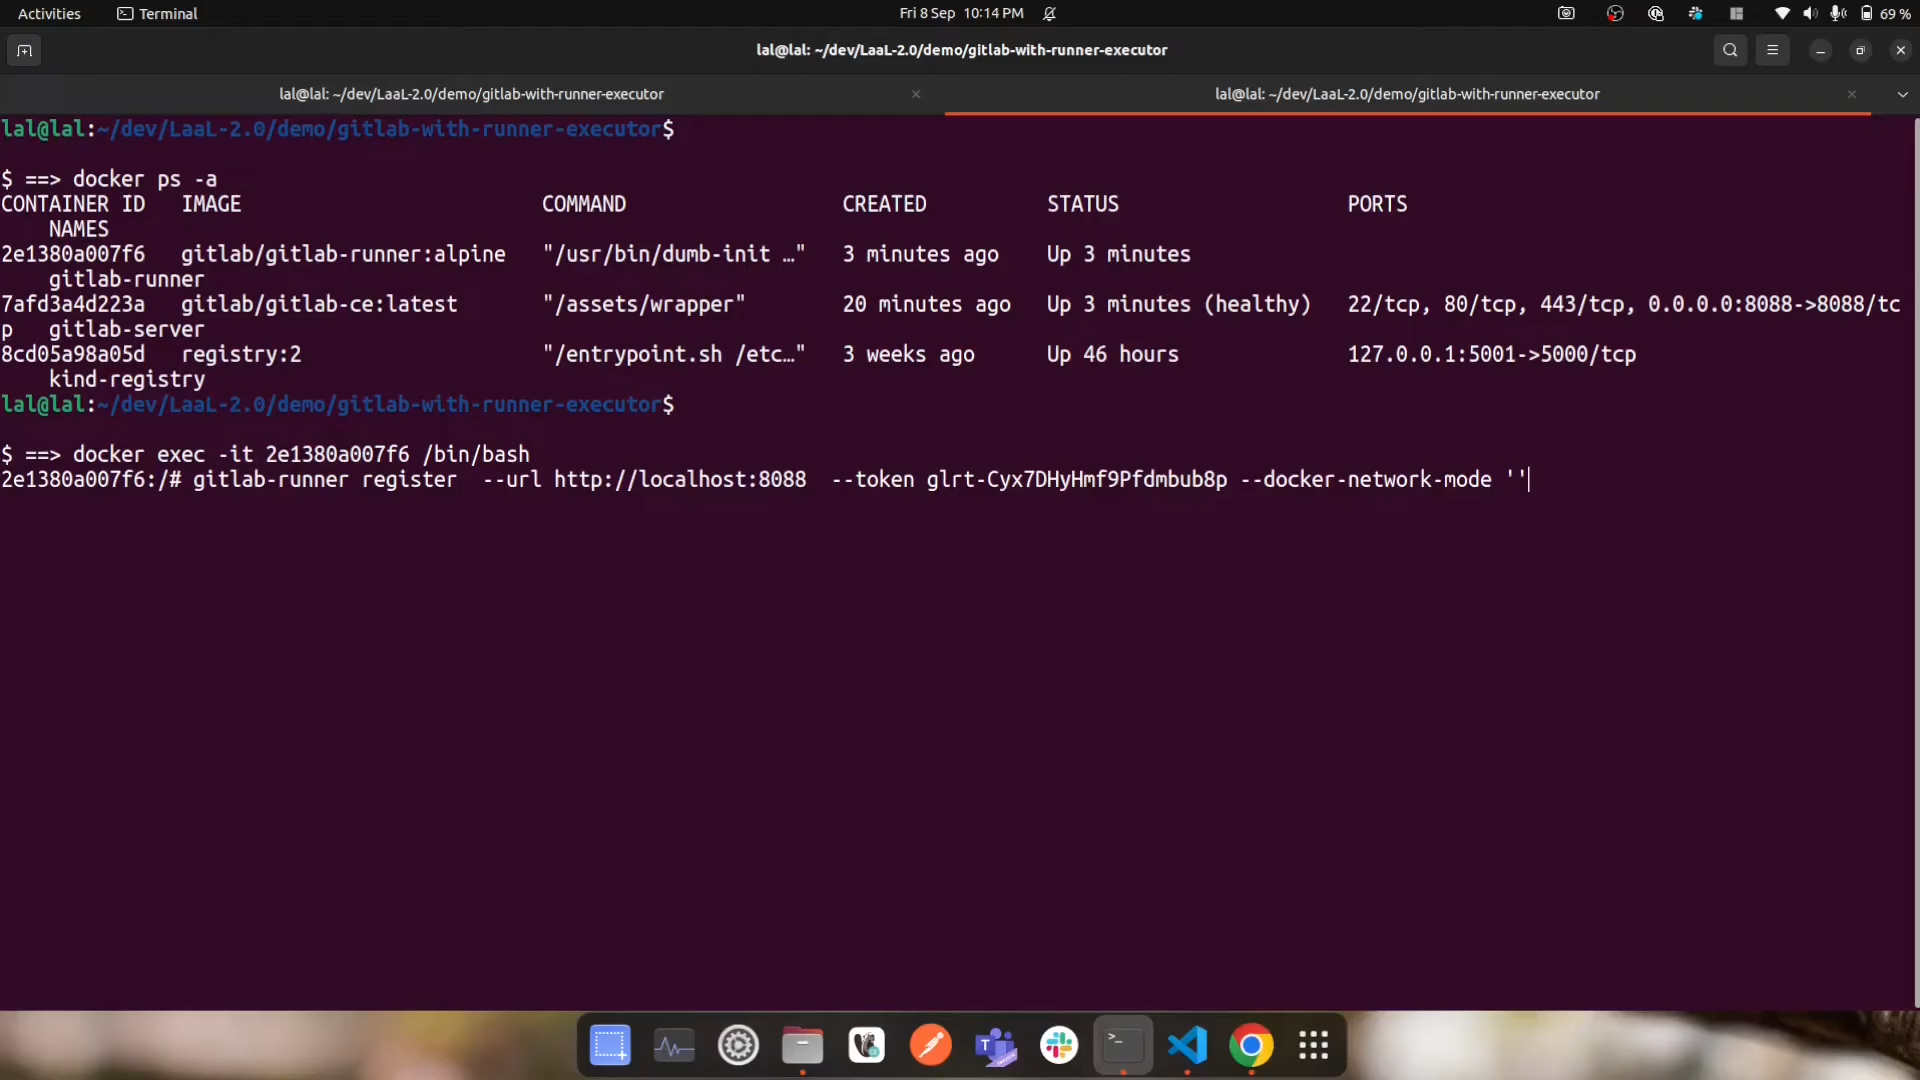 Activities Terminal Fri 8 Sep 10:14 PM 69 %
lal@lal: ~/dev/LaaL-2.0/demo/gitlab-with-runner-executor
lal@lal: ~/dev/LaaL-2.0/demo/gitlab-with-runner-executor lal@lal: ~/dev/LaaL-2.0/demo/gitlab-with-runner-executor
lal@lal:~/dev/LaaL-2.0/demo/gitlab-with-runner-executor$
$ ==> docker ps -a
CONTAINER ID IMAGE COMMAND CREATED STATUS PORTS
NAMES
2e1380a007f6 gitlab/gitlab-runner:alpine "/usr/bin/dumb-init …" 3 minutes ago Up 3 minutes
gitlab-runner
7afd3a4d223a gitlab/gitlab-ce:latest "/assets/wrapper" 20 minutes ago Up 3 minutes (healthy) 22/tcp, 80/tcp, 443/tcp, 0.0.0.0:8088->8088/tc
p gitlab-server
8cd05a98a05d registry:2 "/entrypoint.sh /etc…" 3 weeks ago Up 46 hours 127.0.0.1:5001->5000/tcp
kind-registry
lal@lal:~/dev/LaaL-2.0/demo/gitlab-with-runner-executor$
$ ==> docker exec -it 2e1380a007f6 /bin/bash
2e1380a007f6:/# gitlab-runner register --url http://localhost:8088 --token glrt-Cyx7DHyHmf9Pfdmbub8p --docker-network-mode ''